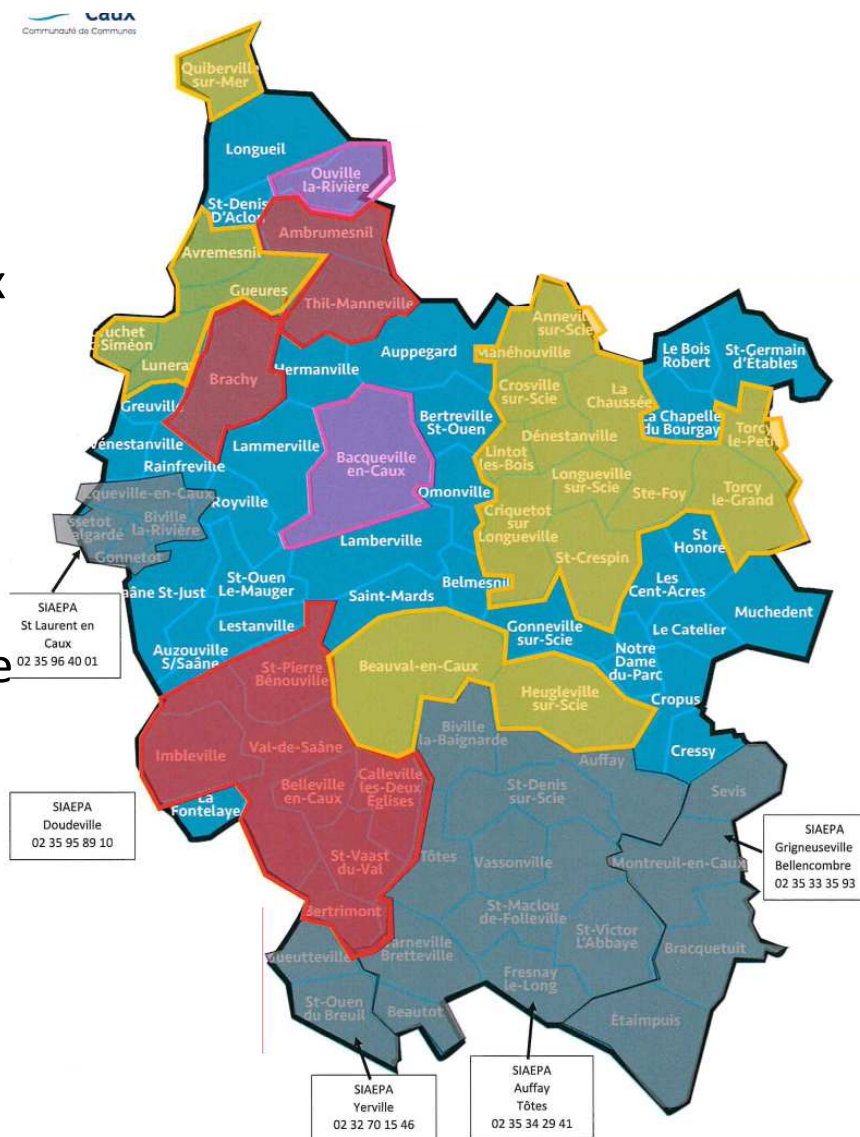 Caux
Communauté de Communes
Quiberville
sur-Mer
Longueil
Ouville
la-Rivière
St-Denis
D'Aclon
Ambrumesnil
Avremesnil
x
Gueures
Thil-Manneville
Anneville
sur-Scie
Auppegard
Manéhouville
Le Bois
Robert
St-Germain
d'Étables
Hermanville
Brachy
Crosville
sur-Scie
La
Chaussée
Greuville
Bertreville
St-Ouen
La Chapelle
du Bourgay
Torcy
le-Petit
Lammerville
Dénestanville
Bacqueville
en-Caux
Rainfreville
Lintot
les-Bois
Longueville
sur-Scie
Ste-Foy
Torcy
le-Grand
Royville
Omonville
Biville
la-Rivière
Criquetot
sur
Longueville
Gonnetot
Lamberville
St-Crespin
St
Honoré
St-Ouen
Le-Mauger
Belmesnil
Les
Cent-Acres
Saint-Mards
Muchedent
SIAEPA
St Laurent en
Caux
02 35 96 40 01
Lestanville
Gonneville
sur-Scie
Le Catelier
Auzouville
S/Saâne
e
Notre
Dame
du-Parc
St-Pierre
Bénouville
Beauval-en-Caux
Heugleville
sur-Scie
Cropus
Imbleville
Val-de-Saâne
Biville
la-Baignarde
Auffay
Cressy
Belleville
en-Caux
Calleville
les-Deux
Églises
St-Denis
sur-Scie
Sevis
La
Fontelaye
SIAEPA
Doudeville
02 35 95 89 10
SIAEPA
Grigneuseville
Bellencombre
02 35 33 35 93
St-Vaast
du-Val
Tôtes
Vassonville
Montreuil-en-Caux
Bertrimont
St-Maclou
de-Folleville
St-Victor
L'Abbaye
Bracquetuit
Bretteville
Fresnay
le-Long
St-Ouen
du Breuil
Beautot
Étaimpuis
SIAEPA
Yerville
02 32 70 15 46
SIAEPA
Auffay
Tôtes
02 35 34 29 41